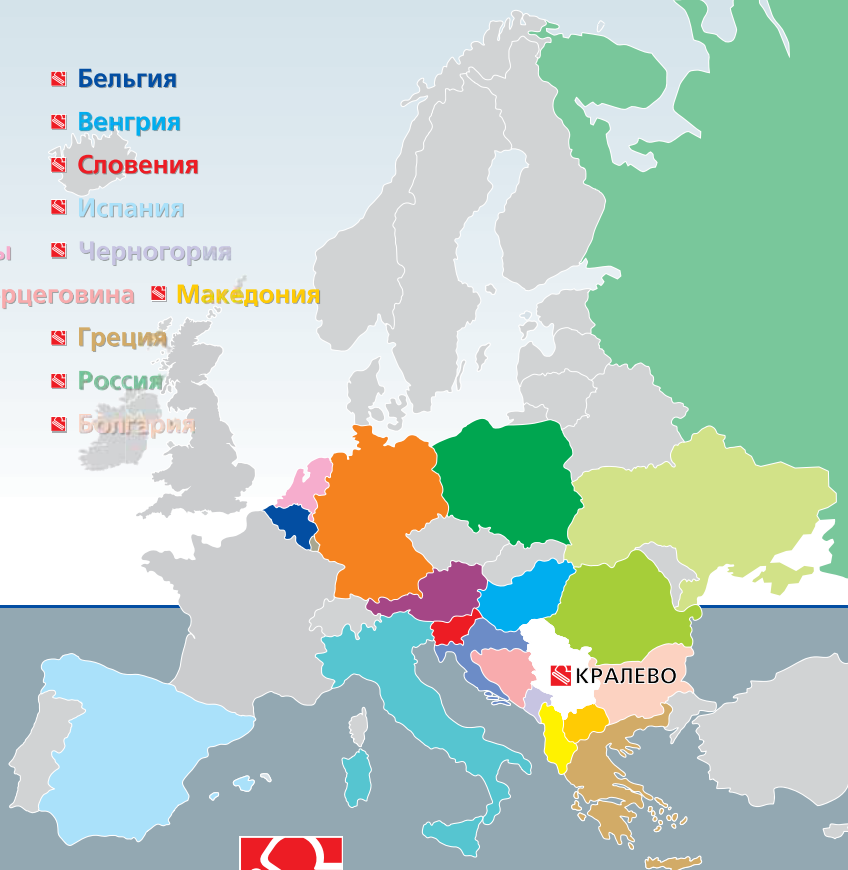 Бельгия
Венгрия
Словения
Испания
ы Черногория
рцеговина Македония
Греция
Россия
Болгария
КРАЛЕВО